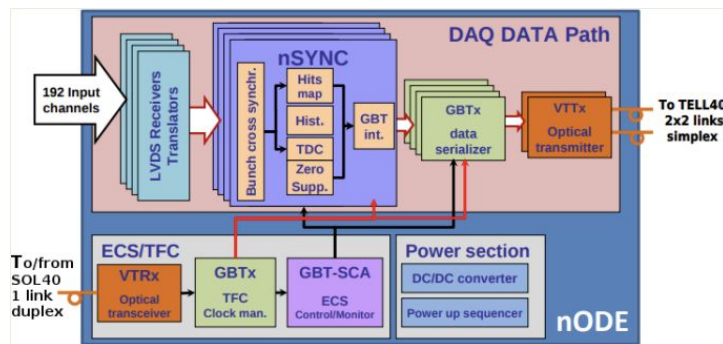 DAQ DATA Path
192 Input
channels
LVDS Receivers
Translators
nSYNC
Bunch cross synchr.
Hits
map
Hist.
TDC
Zero
Supp.
GBT
int.
GBTx
data
serializer
VTTx
Optical
transmitter
To TELL40
2x2 links
simplex
ECS/TFC
To/from
SOL40
1 link
duplex
VTRx
Optical
transceiver
GBTx
TFC
Clock man.
GBT-SCA
ECS
Control/Monitor
Power section
DC/DC converter
Power up sequencer
nODE